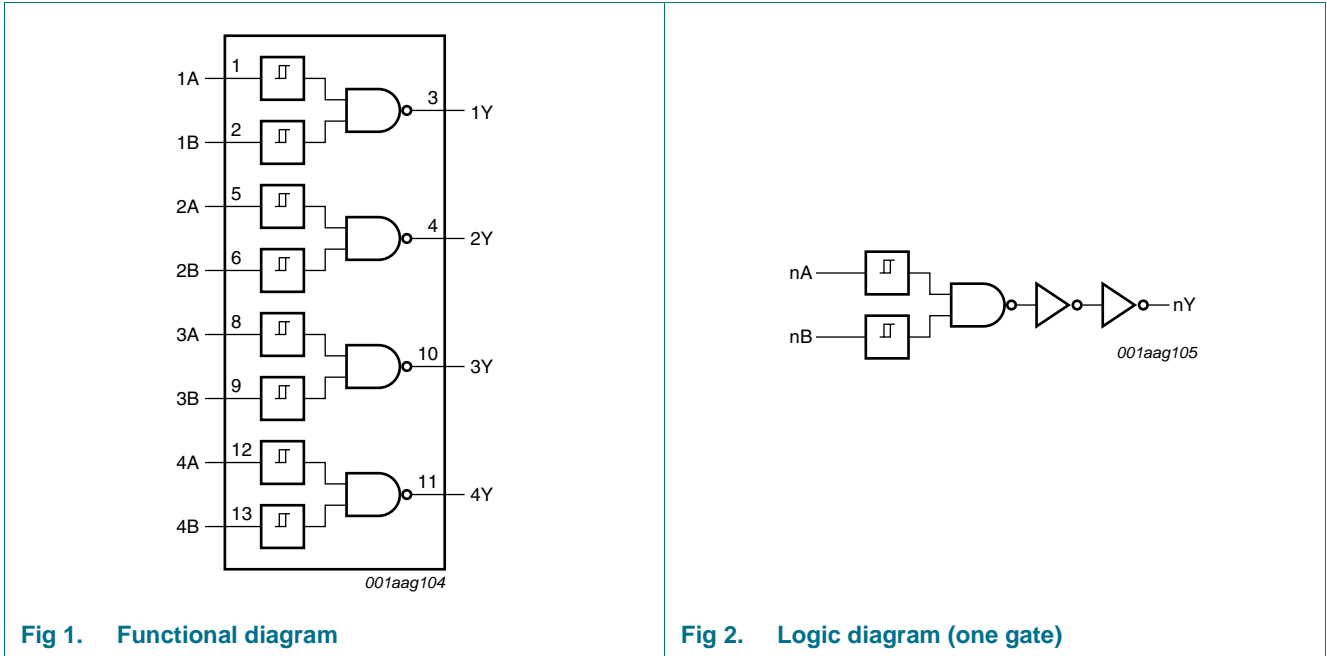 1A 1 3 1Y
1B 2
2A 5 4 2Y
2B 6
3A 8 10 3Y
3B 9
4A 12 11 4Y
4B 13
001aag104
Fig 1. Functional diagram
nA nY
nB
001aag105
Fig 2. Logic diagram (one gate)